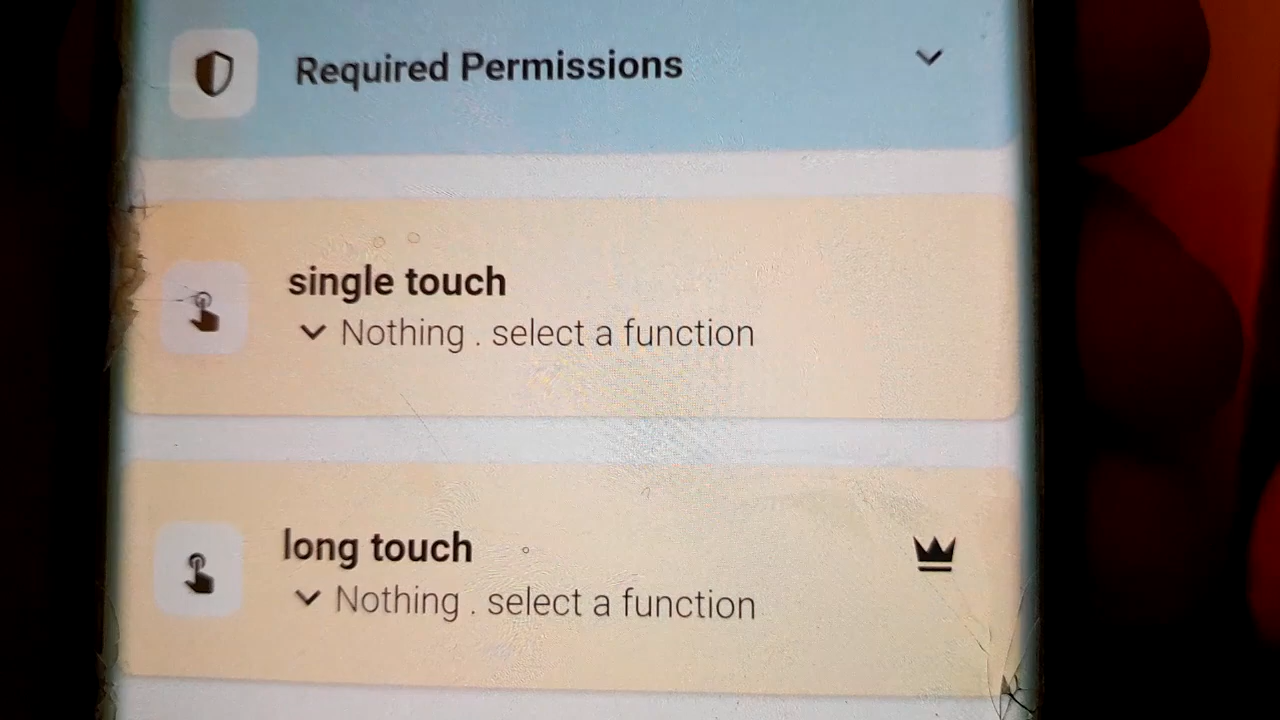 Required Permissions
single touch
Nothing . select a function
long touch
Nothing . select a function